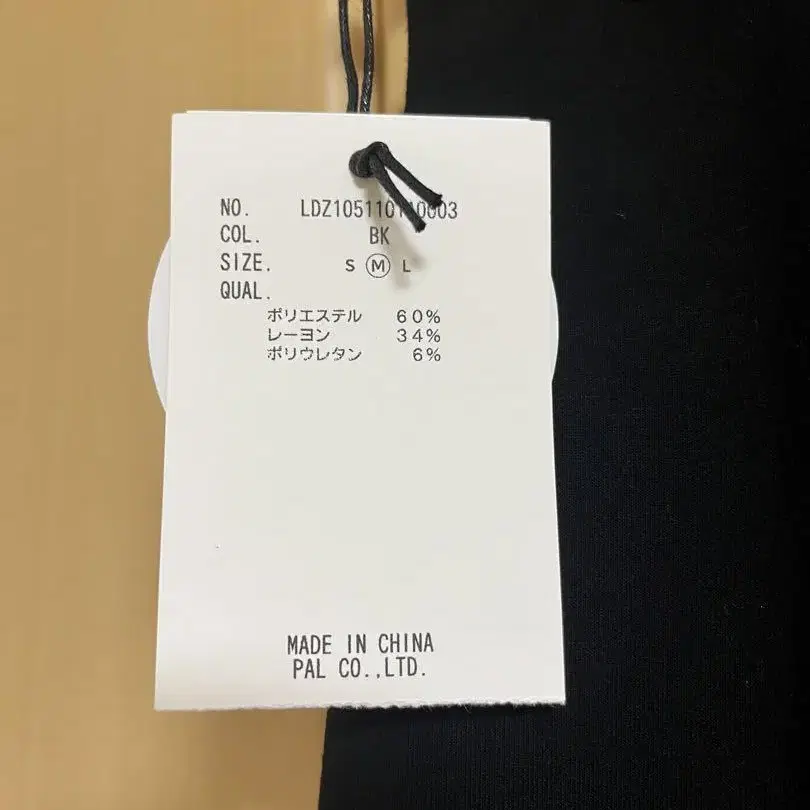 NO.
COL. BK
SIZE. S M L
QUAL.
ポリエステル 60%
レーヨン 34%
ポリウレタン 6%
MADE IN CHINA
PAL CO.,LTD.